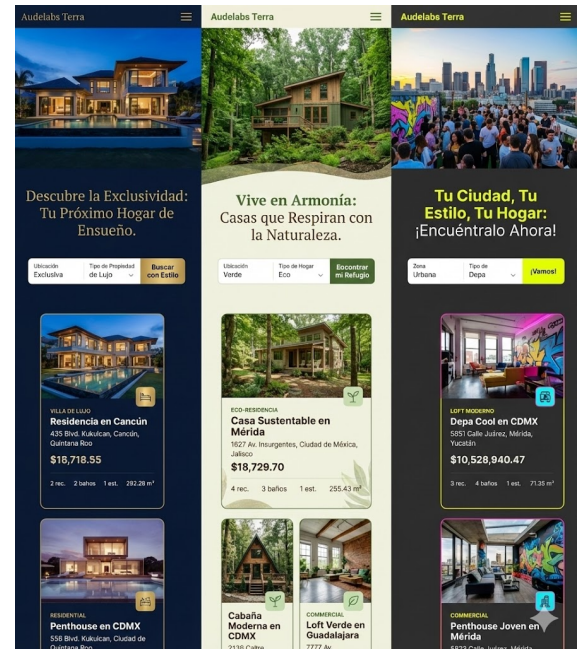 Audelabs Terra
Descubre la Exclusividad:
Tu Próximo Hogar de
Ensueño.
Ubicación
Exclusiva
Tipo de Propiedad
de Lujo
Buscar
con Estilo
VILLA DE LUJO
Residencia en Cancún
435 Blvd. Kukulcan, Cancún,
Quintana Roo
$18,718.55
2 rec. 2 baños 1 est. 292.28 m²
RESIDENTIAL
Penthouse en CDMX
558 Blvd. Kukulcan, Ciudad de
Quintana Roo
Audelabs Terra
Vive en Armonía:
Casas que Respiran con
la Naturaleza.
Ubicación
Verde
Tipo de Hogar
Eco
Eocontrar
mi Refuglo
ECO-RESIDENCIA
Casa Sustentable en
Mérida
1627 Av. Insurgentes, Ciudad de México,
Jalisco
$18,729.70
4 rec. 3 baños 1 est. 255.43 m²
Cabaña
Moderna en
CDMX
COMMERCIAL
Loft Verde en
Guadalajara
7777 Av.
Audelabs Terra
Tu Ciudad, Tu
Estilo, Tu Hogar:
¡Encuéntralo Ahora!
Zona
Urbana
Tipo de
Depa
¡Vamos!
LOFT MODERNO
Depa Cool en CDMX
5851 Calle Juárez, Mérida,
Yucatán
$10,528,940.47
3 rec. 4 baños 1 est. 71.35 m²
COMMERCIAL
Penthouse Joven en
Mérida
5823 Calle Juárez, Mérida